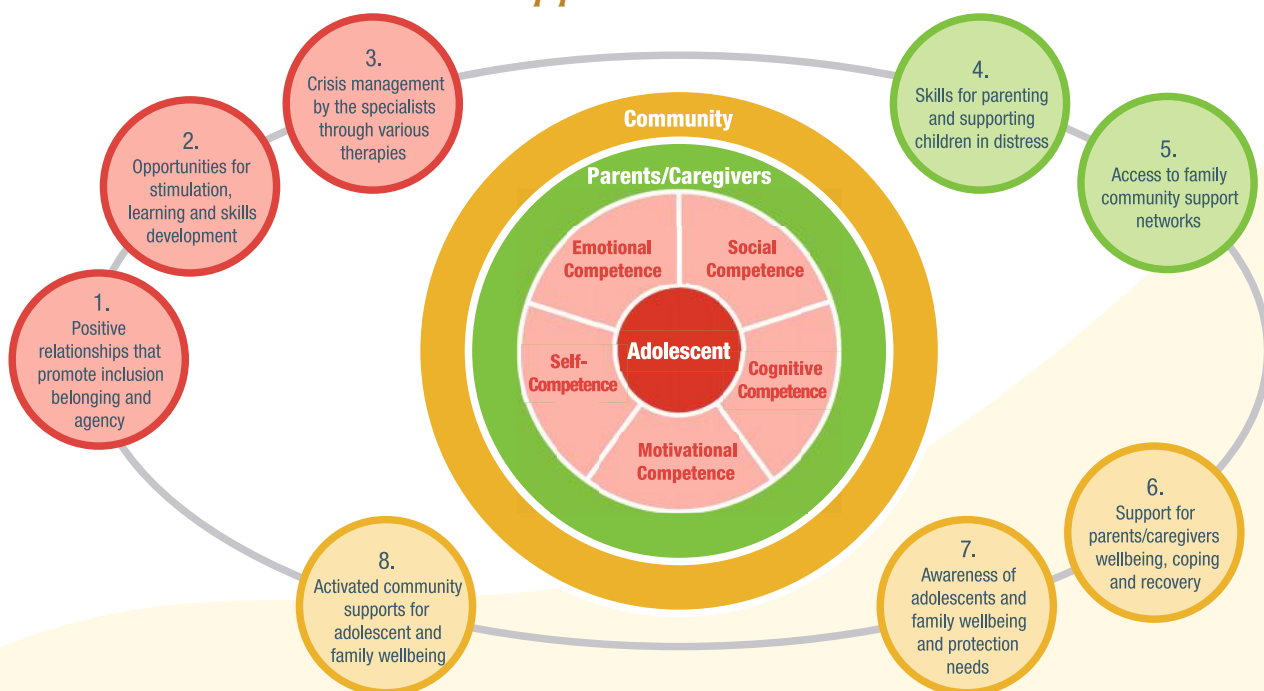 1.
Positive
relationships that
promote inclusion
belonging and
agency
2.
Opportunities for
stimulation,
learning and skills
development
3.
Crisis management
by the specialists
through various
therapies
4.
Skills for parenting
and supporting
children in distress
5.
Access to family
community support
networks
6.
Support for
parents/caregivers
wellbeing, coping
and recovery
7.
Awareness of
adolescents and
family wellbeing
and protection
needs
8.
Activated community
supports for
adolescent and
family wellbeing
Community
Parents/Caregivers
Emotional
Competence
Social
Competence
Self-
Competence
Adolescent
Cognitive
Competence
Motivational
Competence